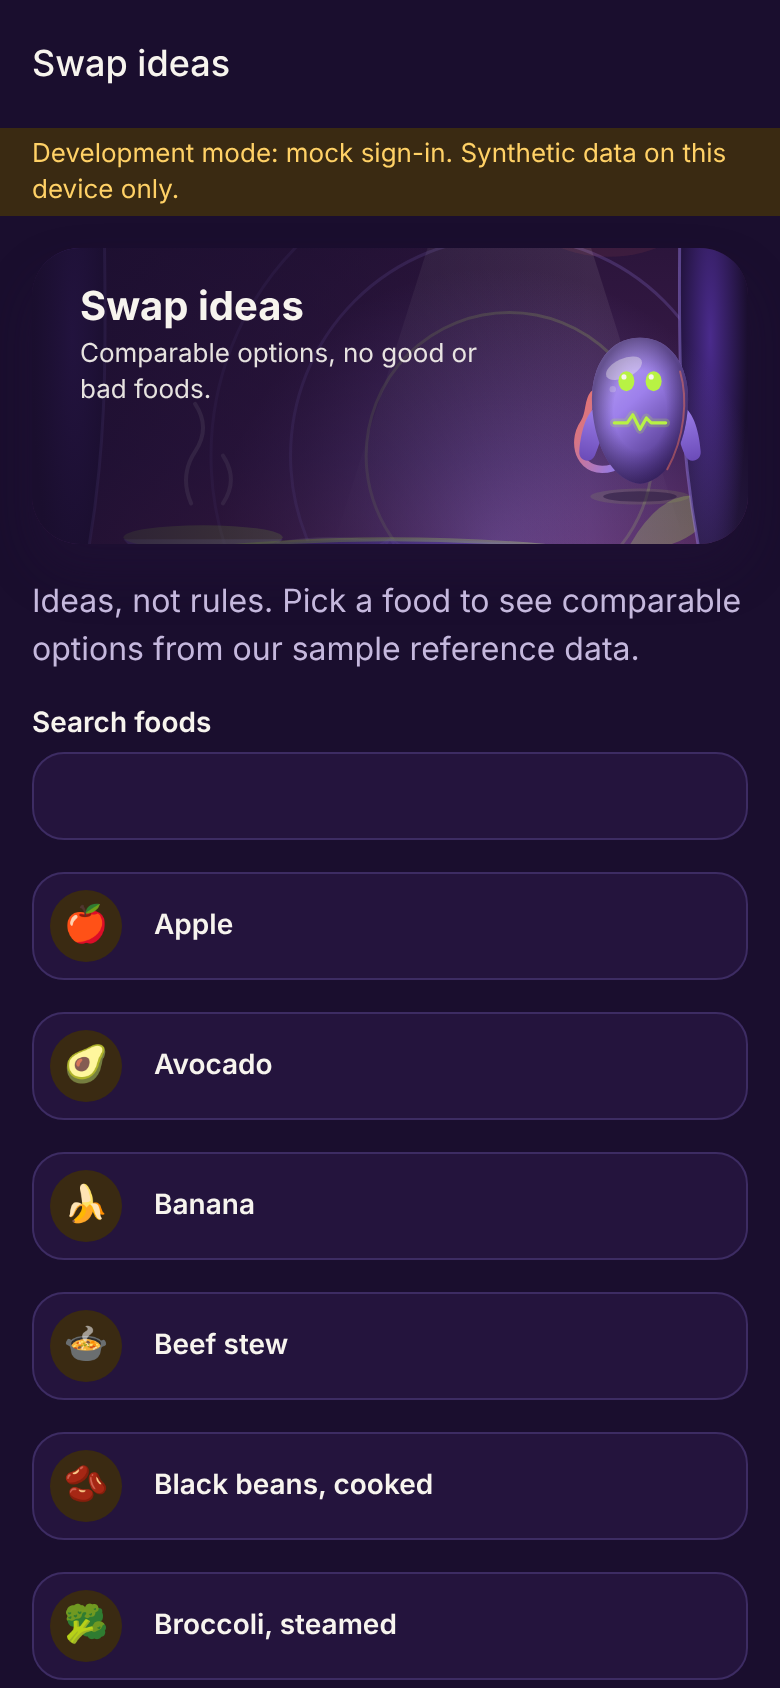 Swap ideas
Development mode: mock sign-in. Synthetic data on this
device only.
Swap ideas
Comparable options, no good or
bad foods.
Ideas, not rules. Pick a food to see comparable
options from our sample reference data.
Search foods
Apple
Avocado
Banana
Beef stew
Black beans, cooked
Broccoli, steamed